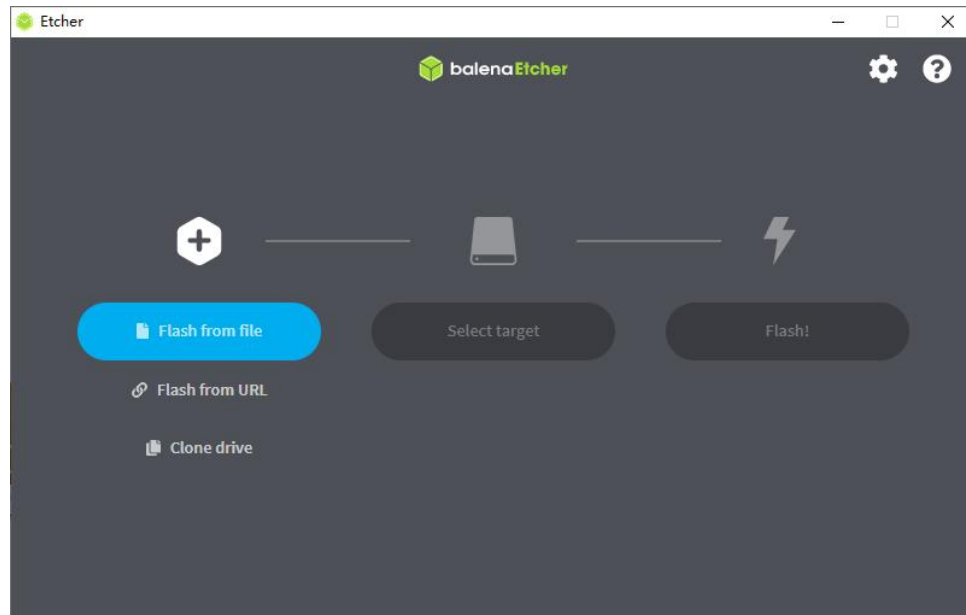 Etcher
balenaEtcher
Flash from file
Select target
Flash!
Flash from URL
Clone drive